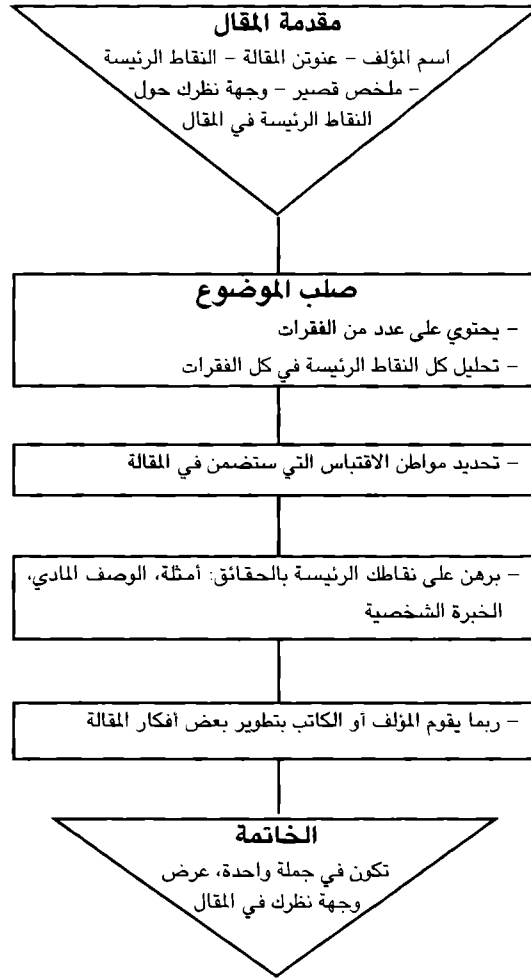 مقدمة المقال
اسم المؤلف – عنوتن المقالة – النقاط الرئيسة
– ملخص قصير – وجهة نظرك حول
النقاط الرئيسة في المقال
صلب الموضوع
– يحتوي على عدد من الفقرات
– تحليل كل النقاط الرئيسة في كل الفقرات
– تحديد مواطن الاقتباس التي ستضمن في المقالة
– برهن على نقاطك الرئيسة بالحقائق: أمثلة، الوصف المادي،
الخبرة الشخصية
– ربما يقوم المؤلف أو الكاتب بتطوير بعض أفكار المقالة
الخاتمة
تكون في جملة واحدة، عرض
وجهة نظرك في المقال